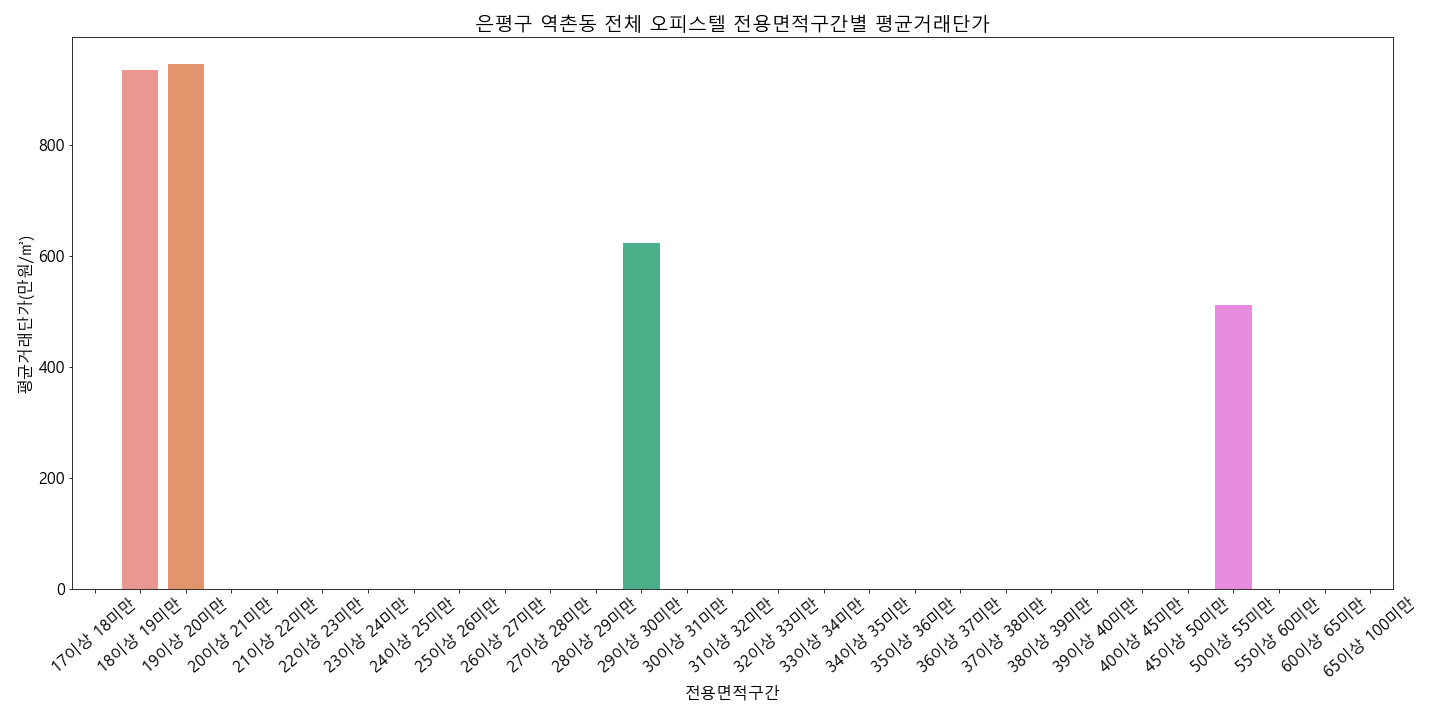 은평구 역촌동 전체 오피스텔 전용면적구간별 평균거래단가
평균거래단가(만원/㎡)
800
600
400
200
0
17이상 18미만
18이상 19미만
19이상 20미만
20이상 21미만
21이상 22미만
22이상 23미만
23이상 24미만
24이상 25미만
25이상 26미만
26이상 27미만
27이상 28미만
28이상 29미만
29이상 30미만
30이상 31미만
31이상 32미만
32이상 33미만
33이상 34미만
34이상 35미만
35이상 36미만
36이상 37미만
37이상 38미만
38이상 39미만
39이상 40미만
40이상 45미만
45이상 50미만
50이상 55미만
55이상 60미만
60이상 65미만
65이상 100미만
전용면적구간